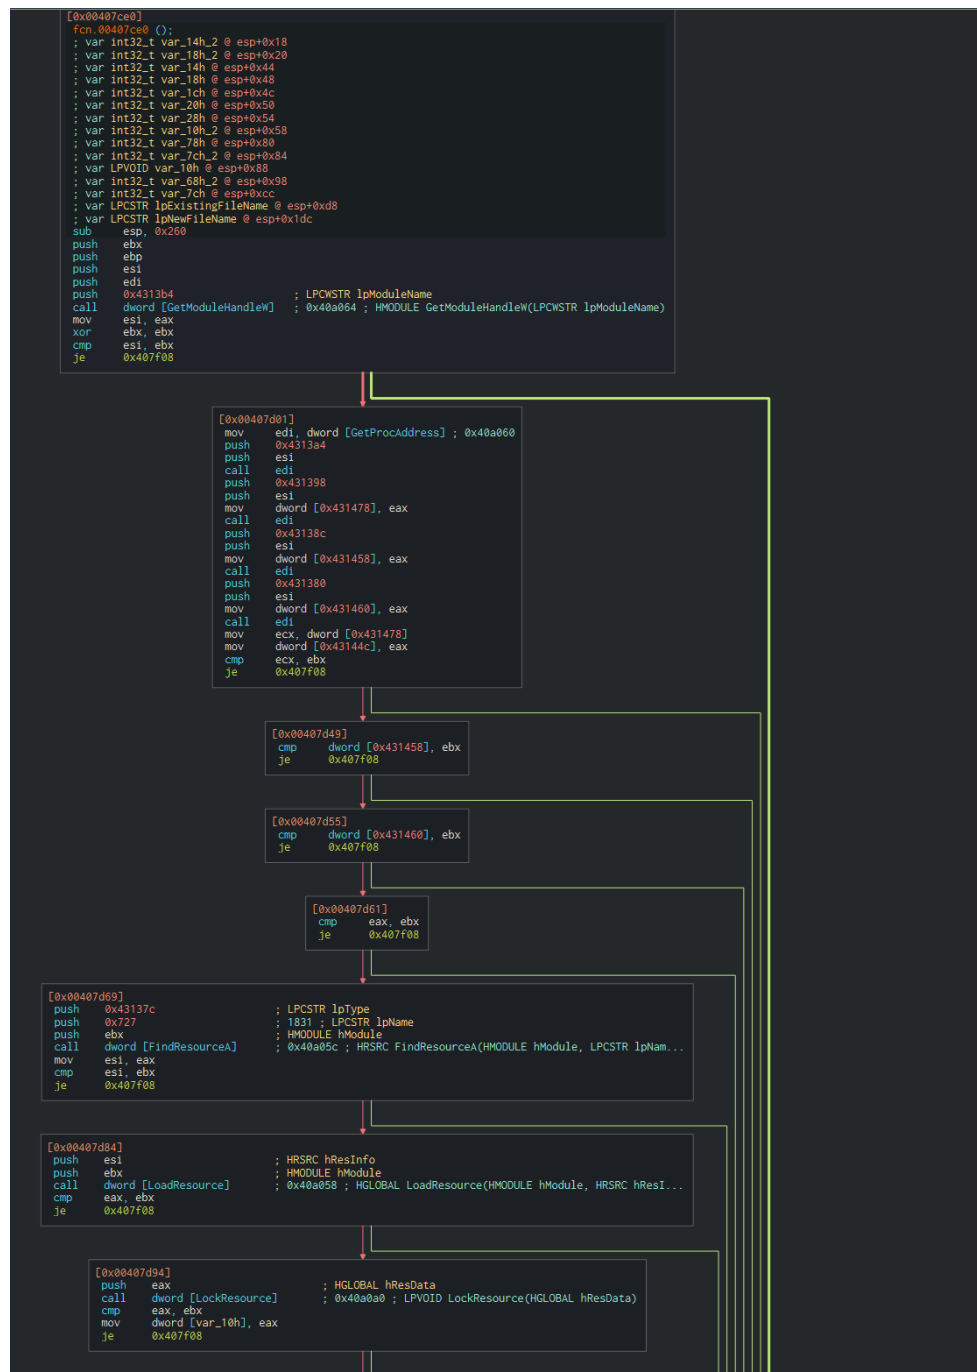 [0x00407ce0]
fcn.00407ce0 ();
; var int32_t var_14h_2 @ esp+0x18
; var int32_t var_18h_2 @ esp+0x20
; var int32_t var_14h @ esp+0x44
; var int32_t var_18h @ esp+0x48
; var int32_t var_1ch @ esp+0x4c
; var int32_t var_20h @ esp+0x50
; var int32_t var_28h @ esp+0x54
; var int32_t var_10h_2 @ esp+0x58
; var int32_t var_78h @ esp+0x80
; var int32_t var_7ch_2 @ esp+0x84
; var LPVOID var_10h @ esp+0x88
; var int32_t var_68h_2 @ esp+0x98
; var int32_t var_7ch @ esp+0xcc
; var LPCSTR lpExistingFileName @ esp+0xd8
; var LPCSTR lpNewFileName @ esp+0x1dc
sub esp, 0x260
push ebx
push ebp
push esi
push edi
push 0x4313b4 ; LPCWSTR lpModuleName
call dword [GetModuleHandleW] ; 0x40a064 ; HMODULE GetModuleHandleW(LPCWSTR lpModuleName)
mov esi, eax
xor ebx, ebx
cmp esi, ebx
je 0x407f08
[0x00407d01]
mov edi, dword [GetProcAddress] ; 0x40a060
push 0x4313a4
push esi
call edi
push 0x431398
push esi
mov dword [0x431478], eax
call edi
push 0x43138c
push esi
mov dword [0x431458], eax
call edi
push 0x431380
push esi
mov dword [0x431460], eax
call edi
mov ecx, dword [0x431478]
mov dword [0x43144c], eax
cmp ecx, ebx
je 0x407f08
[0x00407d49]
cmp dword [0x431458], ebx
je 0x407f08
[0x00407d55]
cmp dword [0x431460], ebx
je 0x407f08
[0x00407d61]
cmp eax, ebx
je 0x407f08
[0x00407d69]
push 0x43137c ; LPCSTR lpType
push 0x727 ; 1831 ; LPCSTR lpName
push ebx ; HMODULE hModule
call dword [FindResourceA] ; 0x40a05c ; HRSRC FindResourceA(HMODULE hModule, LPCSTR lpNam...
mov esi, eax
cmp esi, ebx
je 0x407f08
[0x00407d84]
push esi ; HRSRC hResInfo
push ebx ; HMODULE hModule
call dword [LoadResource] ; 0x40a058 ; HGLOBAL LoadResource(HMODULE hModule, HRSRC hResI...
cmp eax, ebx
je 0x407f08
[0x00407d94]
push eax ; HGLOBAL hResData
call dword [LockResource] ; 0x40a0a0 ; LPVOID LockResource(HGLOBAL hResData)
cmp eax, ebx
mov dword [var_10h], eax
je 0x407f08